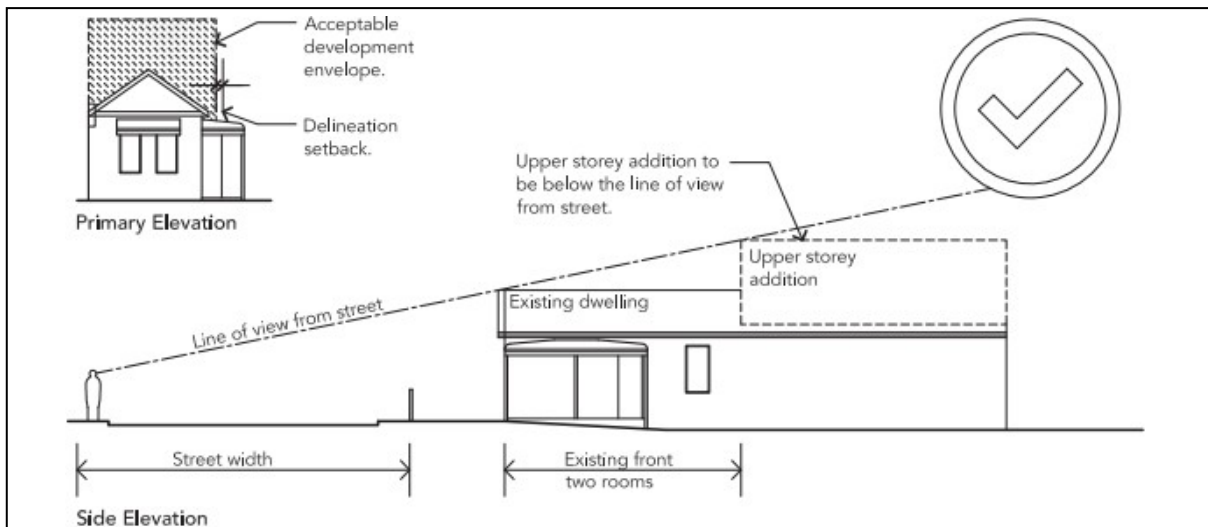 Acceptable
development
envelope.
Delineation
setback.
Primary Elevation
Upper storey addition to
be below the line of view
from street.
Upper storey
addition
Existing dwelling
Line of view from street
Street width
Existing front
two rooms
Side Elevation